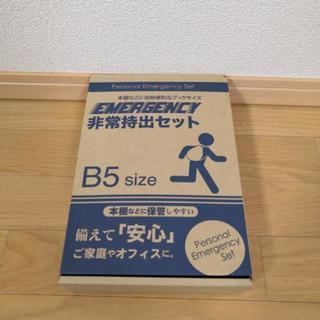 Personal Emergency Set
本棚などに収納便利なブックサイズ
EMERGENCY
非常持出セット
B5 size
本棚などに保管しやすい
備えて「安心」
ご家庭やオフィスに。
Personal
Emergency
Set